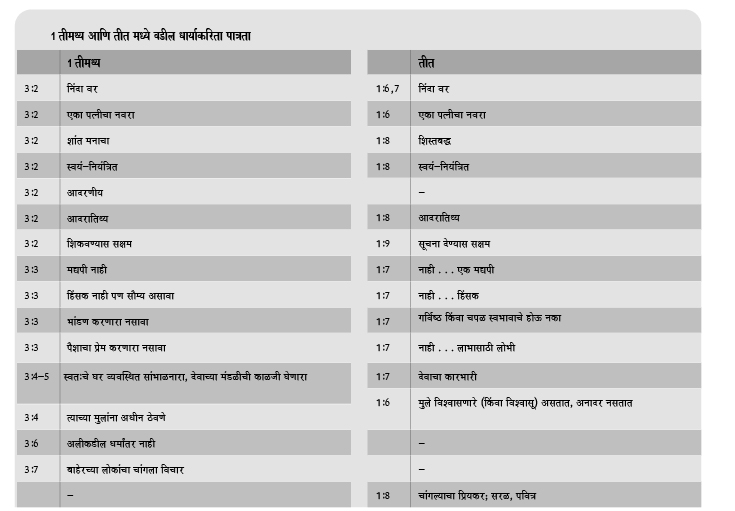 1 तीमथ्य आणि तीत मध्ये वडील धार्याकरिता पात्रता
1 तीमथ्य तीत
3:2 निंदा वर 1:6,7 निंदा वर
3:2 एका पत्नीचा नवरा 1:6 एका पत्नीचा नवरा
3:2 शांत मनाचा 1:8 शिस्तबद्ध
3:2 स्वयं–नियंत्रित 1:8 स्वयं–नियंत्रित
3:2 आदरणीय –
3:2 आदरातिथ्य 1:8 आदरातिथ्य
3:2 शिकवण्यास सक्षम 1:9 सूचना देण्यास सक्षम
3:3 मद्यपी नाही 1:7 नाही . . . एक मद्यपी
3:3 हिंसक नाही पण सौम्य असावा 1:7 नाही . . . हिंसक
3:3 भांडण करणारा नसावा 1:7 गर्विष्ठ किंवा चपळ स्वभावाचे होऊ नका
3:3 पैशाचा प्रेम करणारा नसावा 1:7 नाही . . . लाभासाठी लोभी
3:4–5 स्वतःचे घर व्यवस्थित सांभाळनारा, देवाच्या मंडळीची काळजी घेणारा 1:7 देवाचा कारभारी
3:4 त्याच्या मुलांना अधीन ठेवणे 1:6 मुले विश्वासणारे (किंवा विश्वासू) असतात, अनादर नसतात
3:6 अलीकडील धर्मांतर नाही –
3:7 बाहेरच्या लोकांचा चांगला विचार –
– 1:8 चांगल्याचा प्रियकर; सरळ, पवित्र